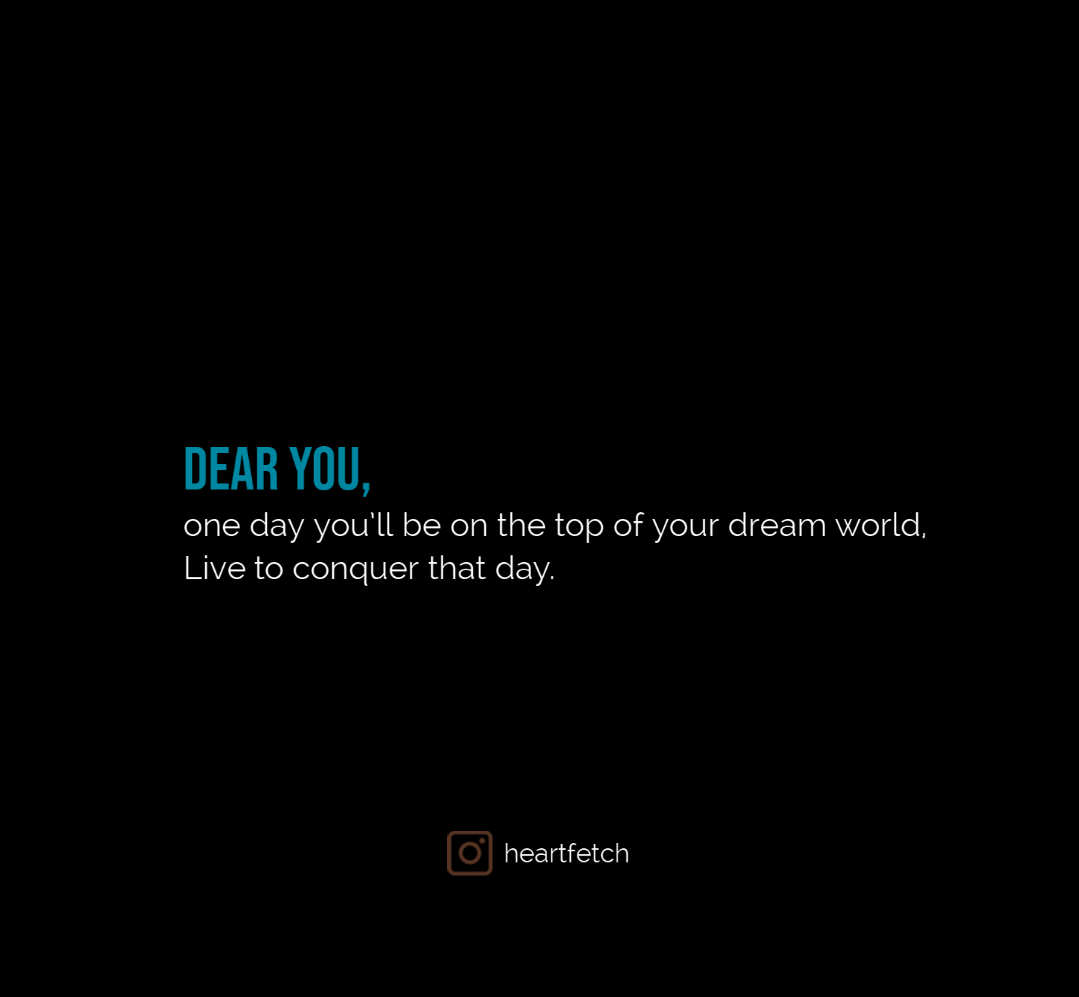 DEAR YOU,
one day you'll be on the top of your dream world,
Live to conquer that day.
heartfetch